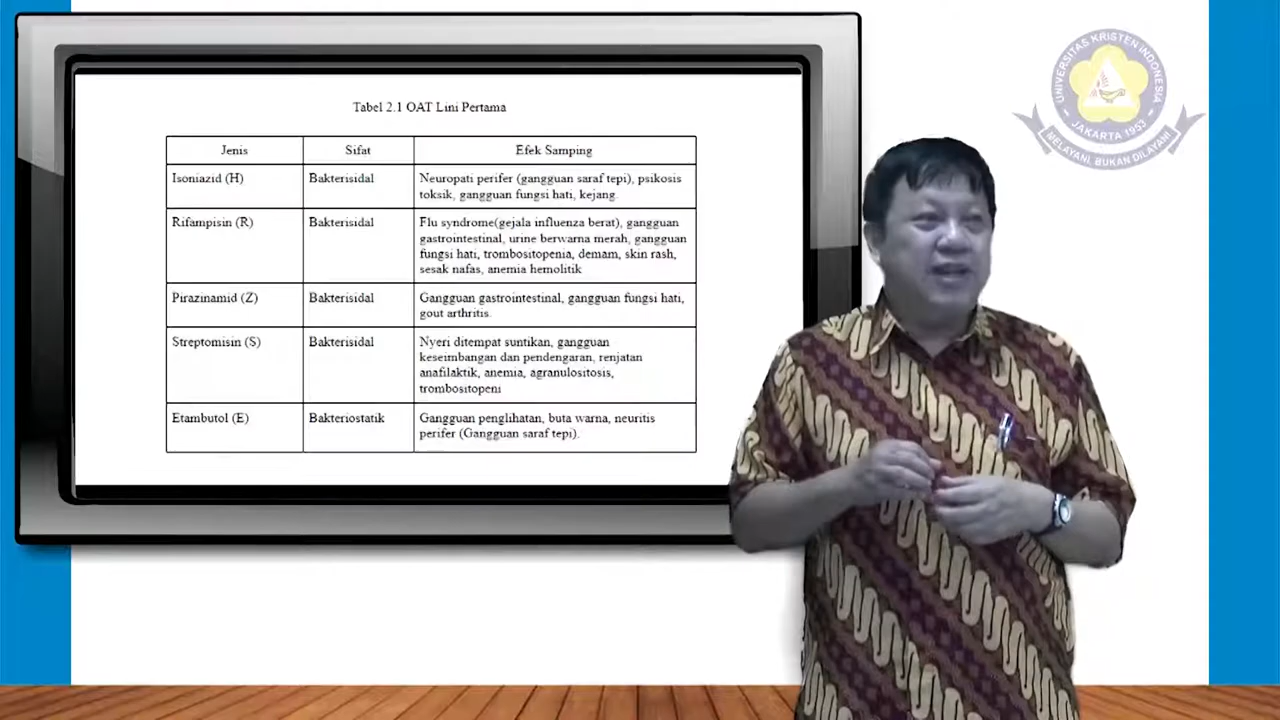 Tabel 2.1 OAT Lini Pertama
Jenis
Sifat
Efek Samping
Isoniazid (H)
Bakterisidal
Neuropati perifer (gangguan saraf tepi), psikosis
toksik, gangguan fungsi hati, kejang.
Rifampisin (R)
Bakterisidal
Flu syndrome(gejala influenza berat), gangguan
gastrointestinal, urine berwarna merah, gangguan
fungsi hati, trombositopenia, demam, skin rash,
sesak nafas, anemia hemolitik
Pirazinamid (Z)
Bakterisidal
Gangguan gastrointestinal, gangguan fungsi hati,
gout arthritis.
Streptomisin (S)
Bakterisidal
Nyeri ditempat suntikan, gangguan
keseimbangan dan pendengaran, renjatan
anafilaktik, anemia, agranulositosis,
trombositopeni
Etambutol (E)
Bakteriostatik
Gangguan penglihatan, buta warna, neuritis
perifer (Gangguan saraf tepi).
UNIVERSITAS KRISTEN INDONESIA
- JAKARTA 1953 -
MELAYANI, BUKAN DILAYANI